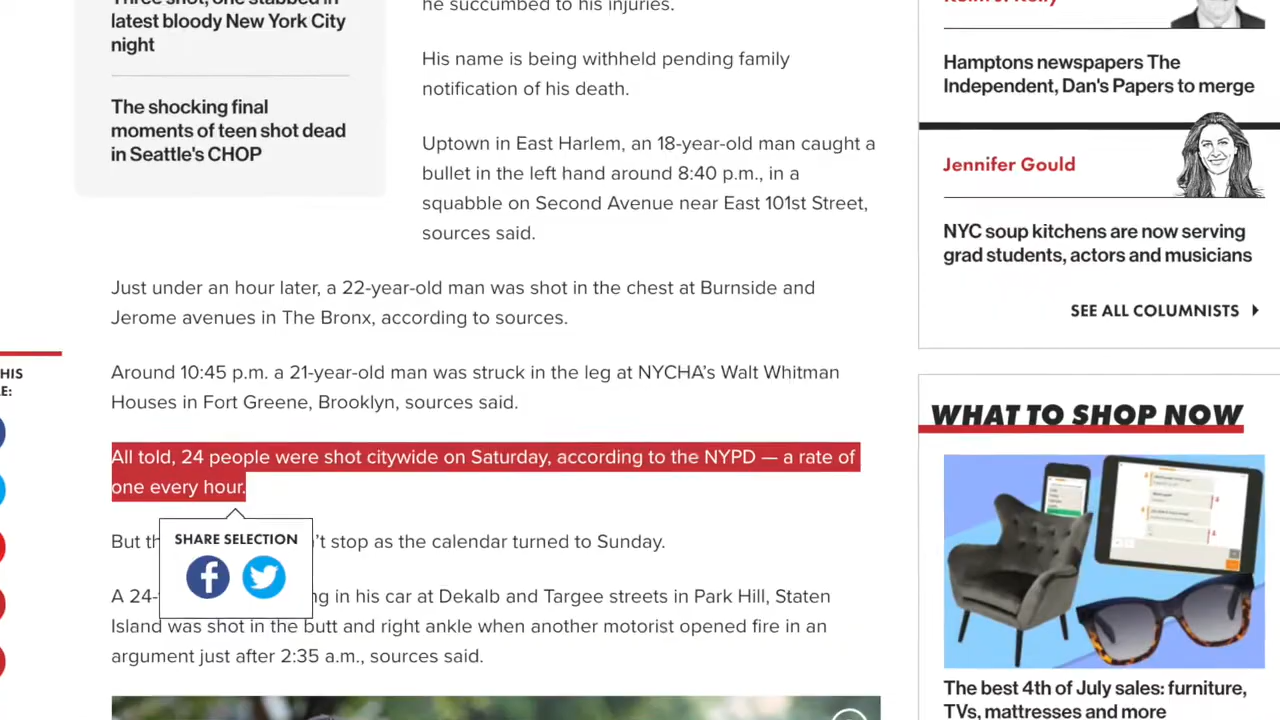 Three shot, one stabbed in
latest bloody New York City
night
The shocking final
moments of teen shot dead
in Seattle's CHOP
HIS
E:
he succumbed to his injuries.
His name is being withheld pending family
notification of his death.
Uptown in East Harlem, an 18-year-old man caught a
bullet in the left hand around 8:40 p.m., in a
squabble on Second Avenue near East 101st Street,
sources said.
Just under an hour later, a 22-year-old man was shot in the chest at Burnside and
Jerome avenues in The Bronx, according to sources.
Around 10:45 p.m. a 21-year-old man was struck in the leg at NYCHA’s Walt Whitman
Houses in Fort Greene, Brooklyn, sources said.
All told, 24 people were shot citywide on Saturday, according to the NYPD — a rate of
one every hour.
SHARE SELECTION
But th ’t stop as the calendar turned to Sunday.
A 24- ng in his car at Dekalb and Targee streets in Park Hill, Staten
Island was shot in the butt and right ankle when another motorist opened fire in an
argument just after 2:35 a.m., sources said.
Hamptons newspapers The
Independent, Dan's Papers to merge
Jennifer Gould
NYC soup kitchens are now serving
grad students, actors and musicians
SEE ALL COLUMNISTS
WHAT TO SHOP NOW
The best 4th of July sales: furniture,
TVs, mattresses and more